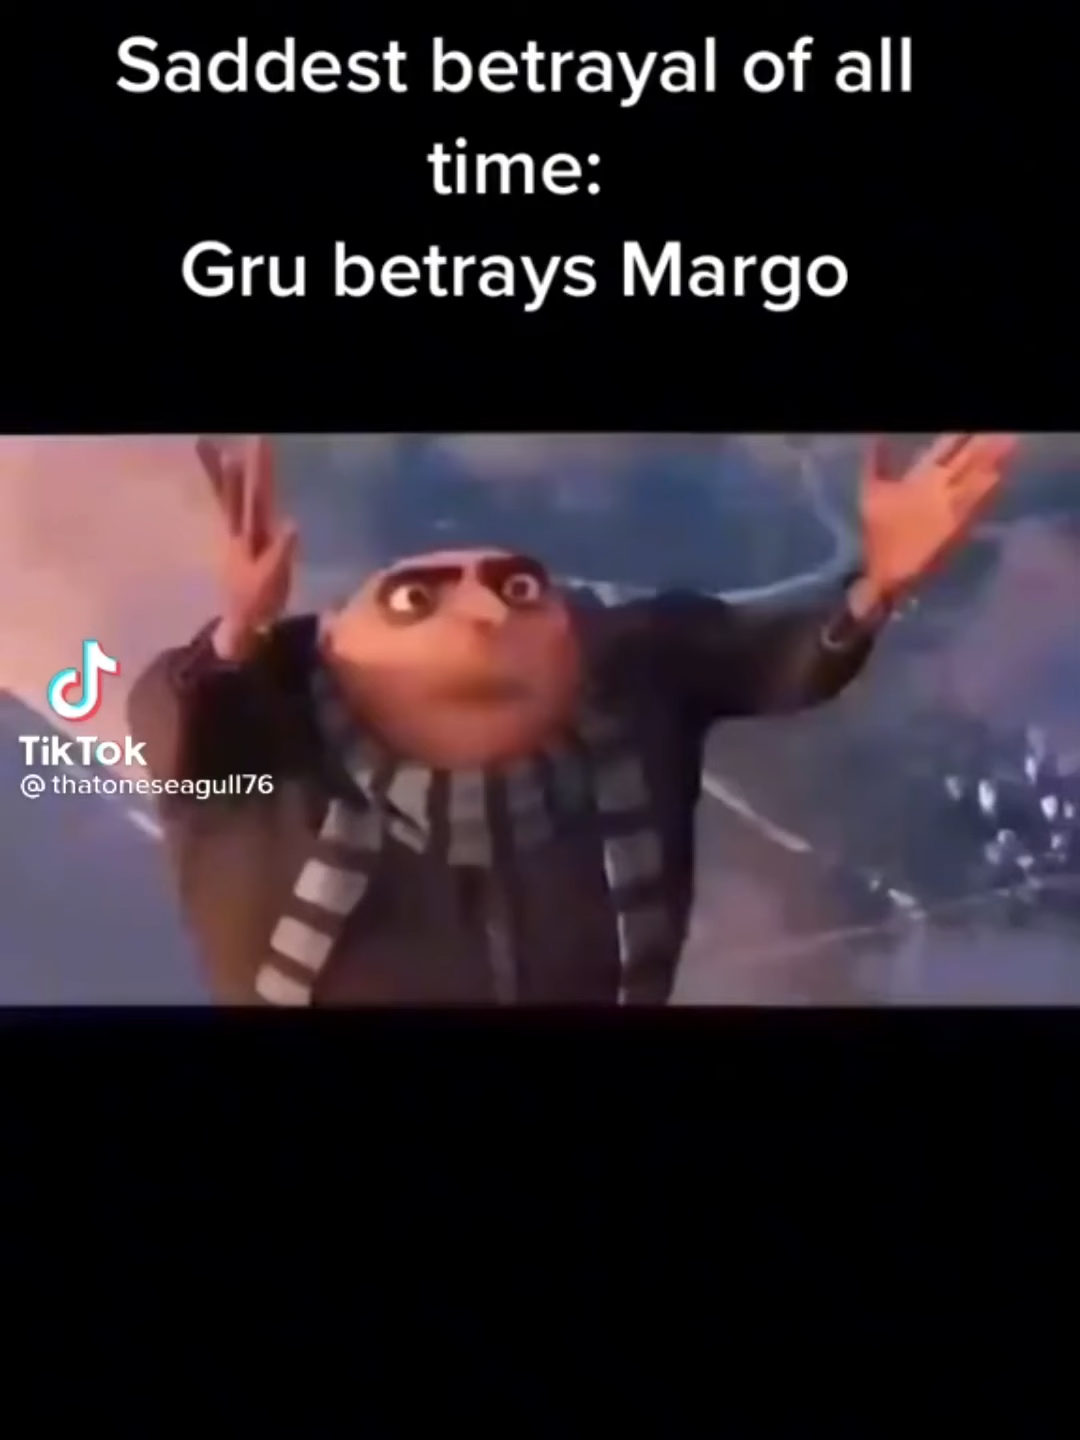 Saddest betrayal of all
time:
Gru betrays Margo
TikTok
@thatoneseagull76